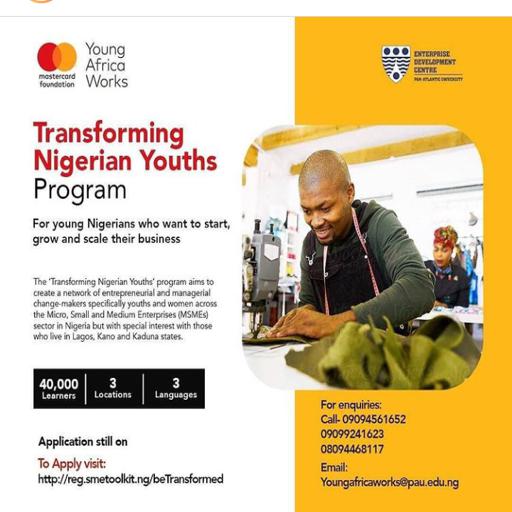 mastercard
foundation
Young
Africa
Works
ENTERPRISE
DEVELOPMENT
CENTRE
PAN-ATLANTIC UNIVERSITY
Transforming
Nigerian Youths
Program
For young Nigerians who want to start,
grow and scale their business
The 'Transforming Nigerian Youths' program aims to
create a network of entrepreneurial and managerial
change-makers specifically youths and women across
the Micro, Small and Medium Enterprises (MSMEs)
sector in Nigeria but with special interest with those
who live in Lagos, Kano and Kaduna states.
40,000
Learners
3
Locations
3
Languages
Application still on
To Apply visit:
http://reg.smetoolkit.ng/beTransformed
For enquiries:
Call- 09094561652
09099241623
08094468117
Email:
Youngafricaworks@pau.edu.ng